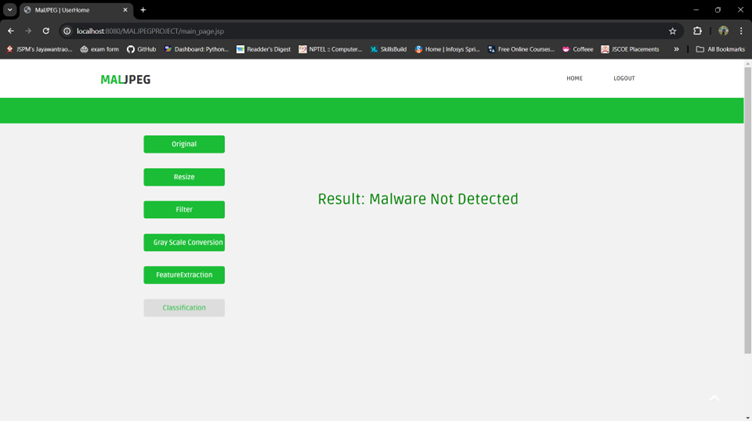 MalJPEG | UserHome
localhost:8080/MALJPEGPROJECT/main_page.jsp
JSPM's Jayawantrao... exam form GitHub Dashboard: Python... Readder's Digest NPTEL :: Computer... SkillsBuild Home | Infosys Spri... Free Online Courses... Coffeee JSCOE Placements » All Bookmarks
MALJPEG HOME LOGOUT
Original
Resize
Result: Malware Not Detected
Filter
Gray Scale Conversion
FeatureExtraction
Classification